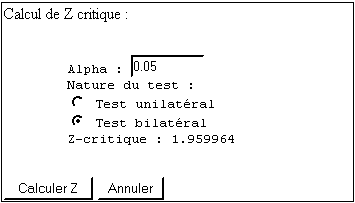 Calcul de Z critique :
Alpha : 0.05
Nature du test :
Test unilatéral
Test bilatéral
Z-critique : 1.959964
Calculer Z Annuler